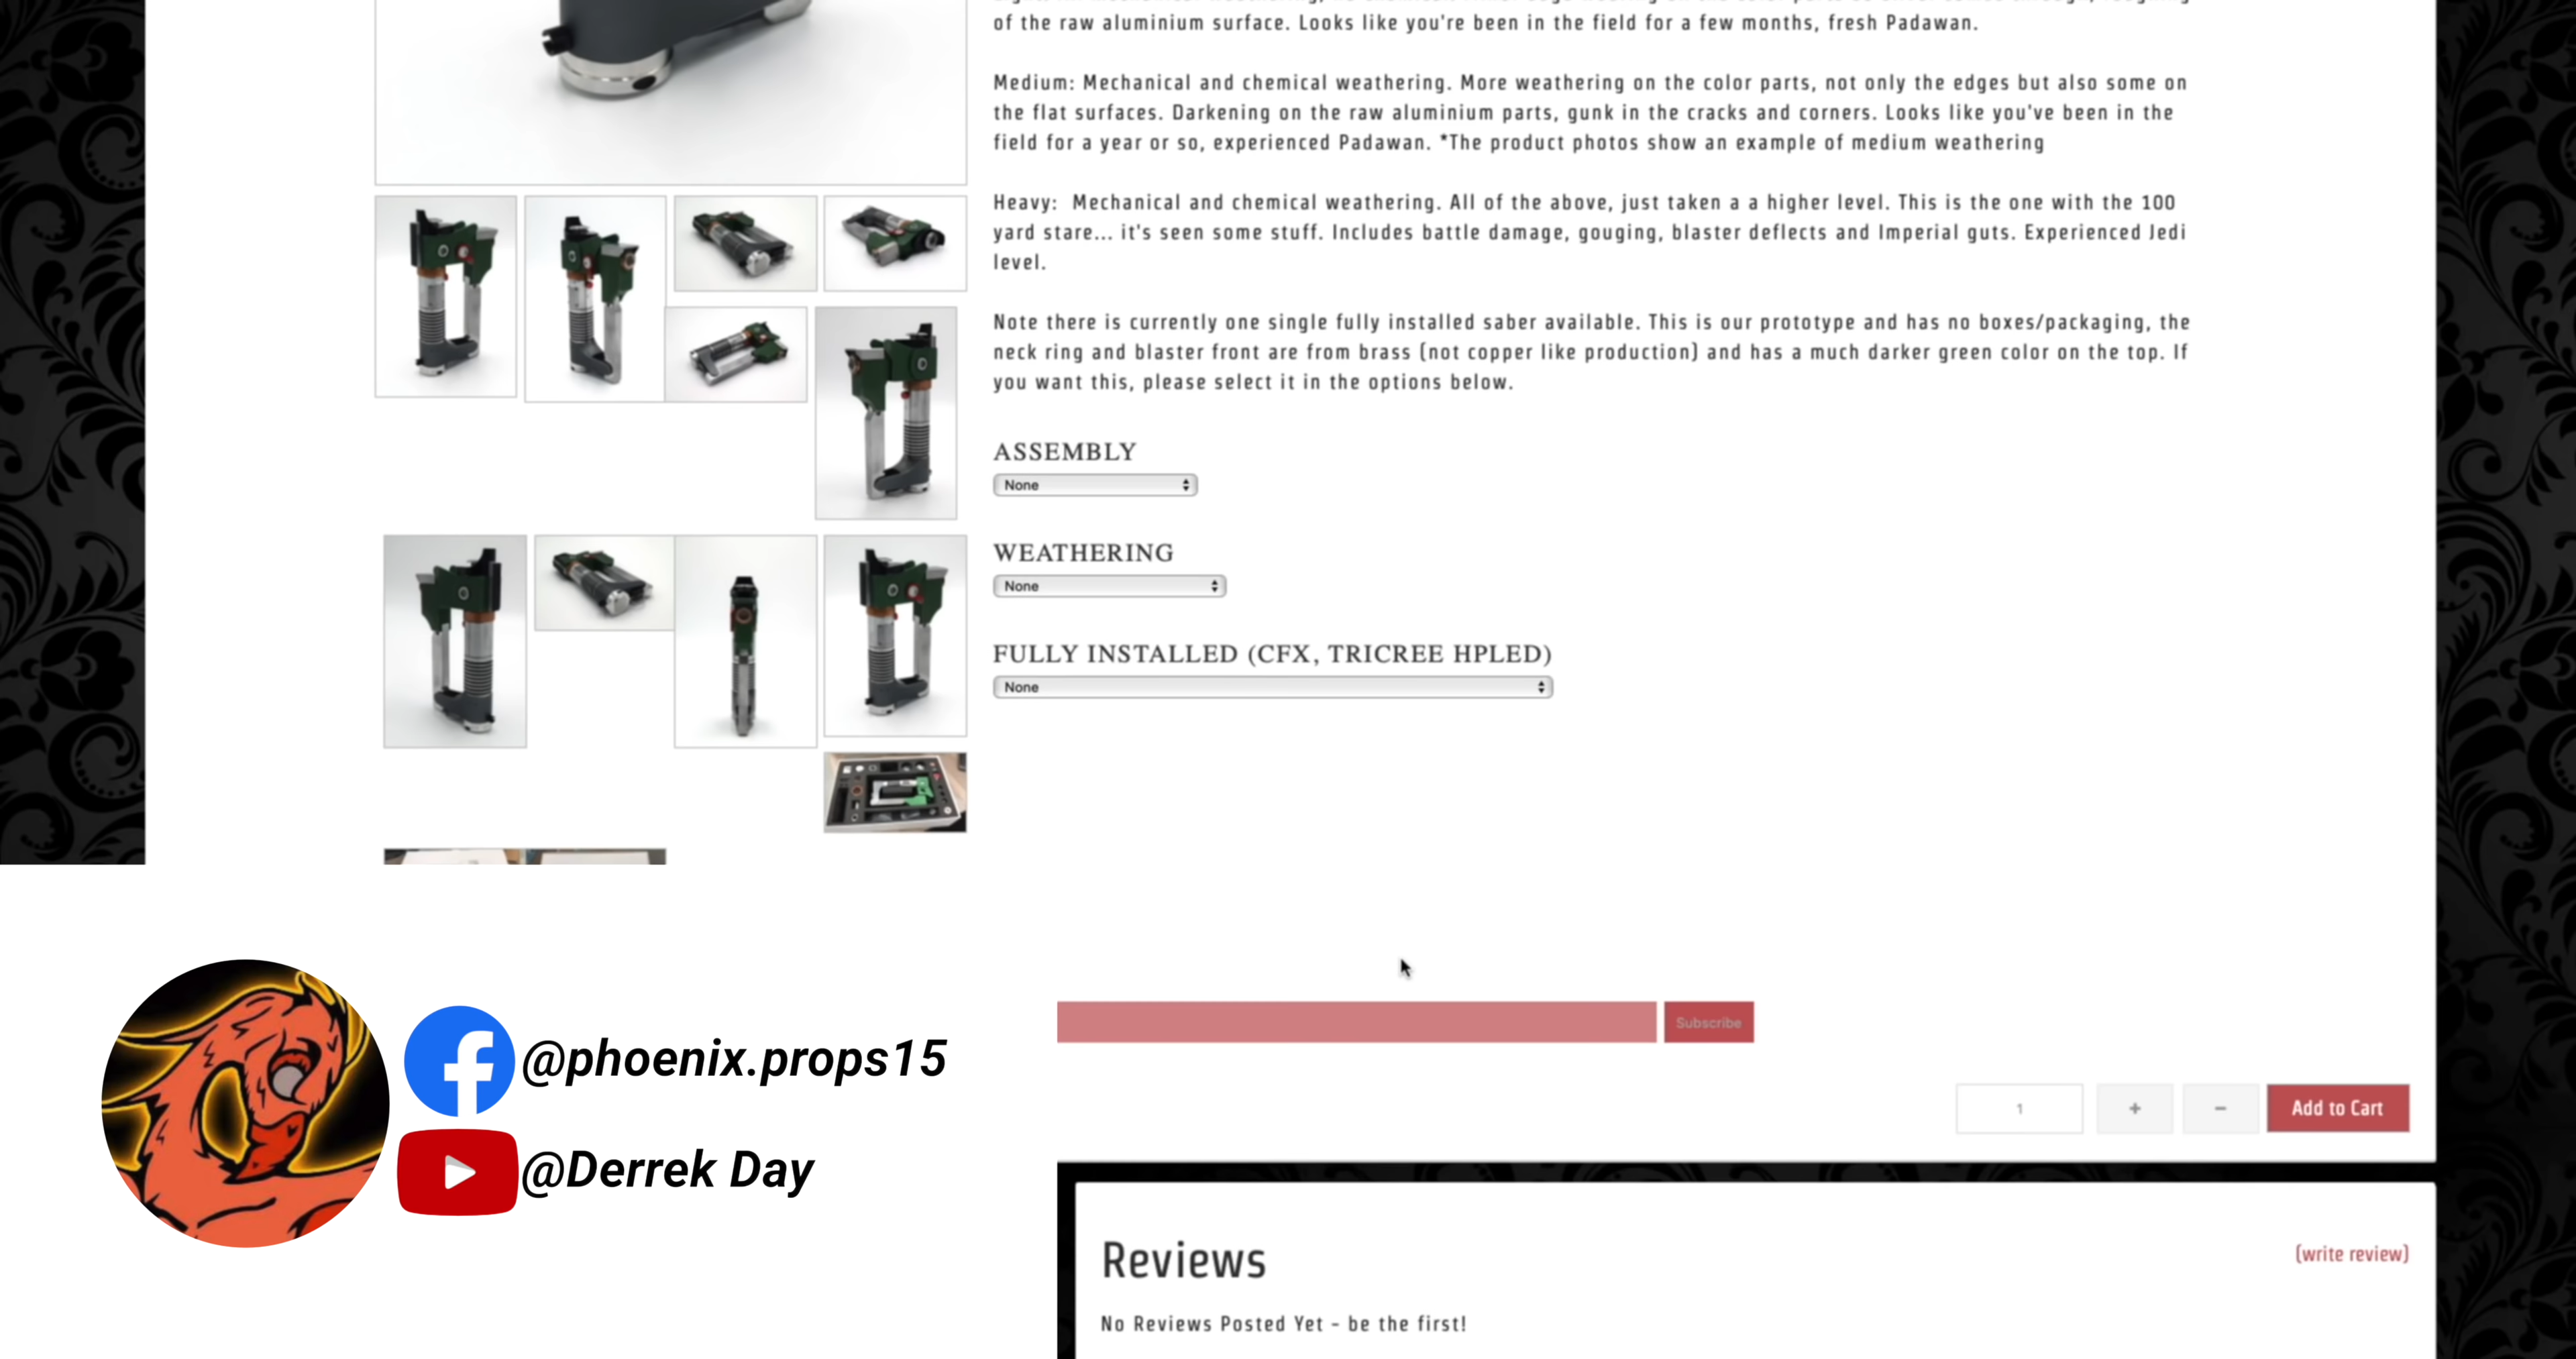 of the raw aluminium surface. Looks like you're been in the field for a few months, fresh Padawan.
Medium: Mechanical and chemical weathering. More weathering on the color parts, not only the edges but also some on
the flat surfaces. Darkening on the raw aluminium parts, gunk in the cracks and corners. Looks like you've been in the
field for a year or so, experienced Padawan. *The product photos show an example of medium weathering
Heavy:  Mechanical and chemical weathering. All of the above, just taken a a higher level. This is the one with the 100
yard stare... it's seen some stuff. Includes battle damage, gouging, blaster deflects and Imperial guts. Experienced Jedi
level.
Note there is currently one single fully installed saber available. This is our prototype and has no boxes/packaging, the
neck ring and blaster front are from brass (not copper like production) and has a much darker green color on the top. If
you want this, please select it in the options below.
ASSEMBLY
None
WEATHERING
None
FULLY INSTALLED (CFX, TRICREE HPLED)
None
Subscribe
1 + − Add to Cart
@phoenix.props15
@Derrek Day
Reviews
(write review)
No Reviews Posted Yet - be the first!